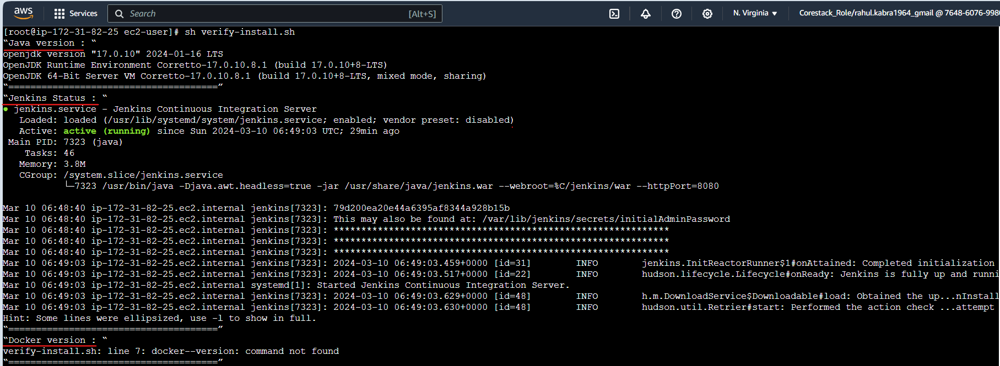 aws
Services
Search [Alt+S]
N. Virginia
Corestack_Role/rahul.kabra1964_gmail @ 7648-6076-998
[root@ip-172-31-82-25 ec2-user]# sh verify-install.sh
“Java version : “
openjdk version "17.0.10" 2024-01-16 LTS
OpenJDK Runtime Environment Corretto-17.0.10.8.1 (build 17.0.10+8-LTS)
OpenJDK 64-Bit Server VM Corretto-17.0.10.8.1 (build 17.0.10+8-LTS, mixed mode, sharing)
“======================================”
“Jenkins Status : “
● jenkins.service - Jenkins Continuous Integration Server
Loaded: loaded (/usr/lib/systemd/system/jenkins.service; enabled; vendor preset: disabled)
Active: active (running) since Sun 2024-03-10 06:49:03 UTC; 29min ago
Main PID: 7323 (java)
Tasks: 46
Memory: 3.8M
CGroup: /system.slice/jenkins.service
└─7323 /usr/bin/java -Djava.awt.headless=true -jar /usr/share/java/jenkins.war --webroot=%C/jenkins/war --httpPort=8080
Mar 10 06:48:40 ip-172-31-82-25.ec2.internal jenkins[7323]: 79d200ea20e44a6395af8344a928b15b
Mar 10 06:48:40 ip-172-31-82-25.ec2.internal jenkins[7323]: This may also be found at: /var/lib/jenkins/secrets/initialAdminPassword
Mar 10 06:48:40 ip-172-31-82-25.ec2.internal jenkins[7323]: *************************************************************
Mar 10 06:48:40 ip-172-31-82-25.ec2.internal jenkins[7323]: *************************************************************
Mar 10 06:48:40 ip-172-31-82-25.ec2.internal jenkins[7323]: *************************************************************
Mar 10 06:49:03 ip-172-31-82-25.ec2.internal jenkins[7323]: 2024-03-10 06:49:03.459+0000 [id=31] INFO jenkins.InitReactorRunner$1#onAttained: Completed initialization
Mar 10 06:49:03 ip-172-31-82-25.ec2.internal jenkins[7323]: 2024-03-10 06:49:03.517+0000 [id=22] INFO hudson.lifecycle.Lifecycle#onReady: Jenkins is fully up and runni
Mar 10 06:49:03 ip-172-31-82-25.ec2.internal systemd[1]: Started Jenkins Continuous Integration Server.
Mar 10 06:49:03 ip-172-31-82-25.ec2.internal jenkins[7323]: 2024-03-10 06:49:03.629+0000 [id=48] INFO h.m.DownloadService$Downloadable#load: Obtained the up...nInstall
Mar 10 06:49:03 ip-172-31-82-25.ec2.internal jenkins[7323]: 2024-03-10 06:49:03.630+0000 [id=48] INFO hudson.util.Retrier#start: Performed the action check ...attempt
Hint: Some lines were ellipsized, use -l to show in full.
“======================================”
“Docker version : “
verify-install.sh: line 7: docker--version: command not found
“======================================”